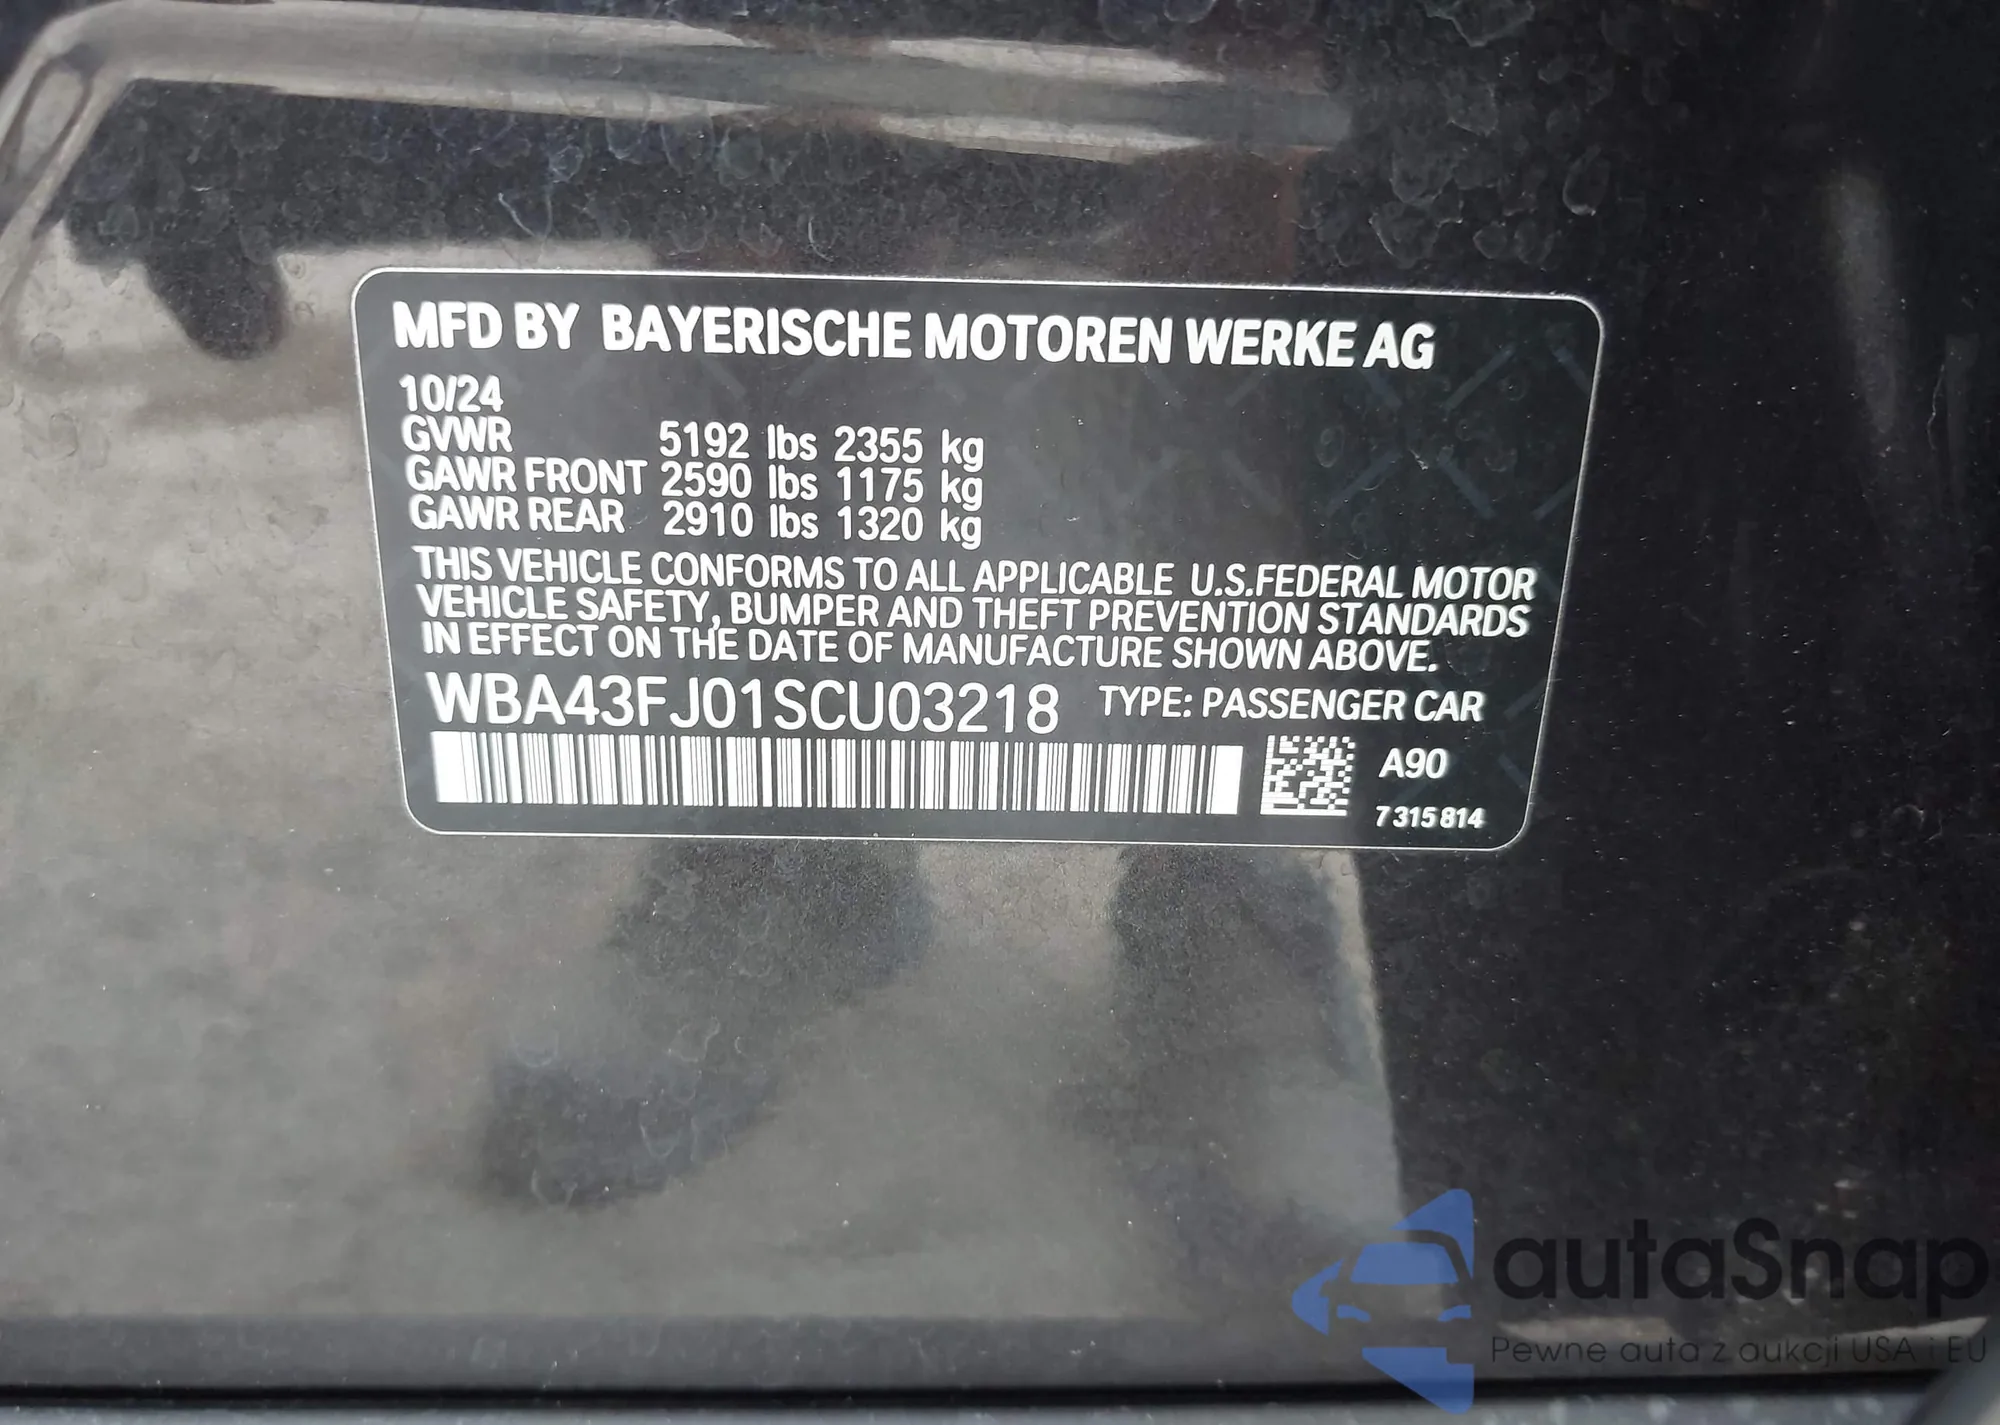 MFD BY BAYERISCHE MOTOREN WERKE AG
10/24
GVWR 5192 lbs 2355 kg
GAWR FRONT 2590 lbs 1175 kg
GAWR REAR 2910 lbs 1320 kg
THIS VEHICLE CONFORMS TO ALL APPLICABLE U.S.FEDERAL MOTOR
VEHICLE SAFETY, BUMPER AND THEFT PREVENTION STANDARDS
IN EFFECT ON THE DATE OF MANUFACTURE SHOWN ABOVE.
WBA43FJ01SCU03218 TYPE: PASSENGER CAR
A90
7 315 814
autaSnap
Pewne auta z aukcji USA i EU